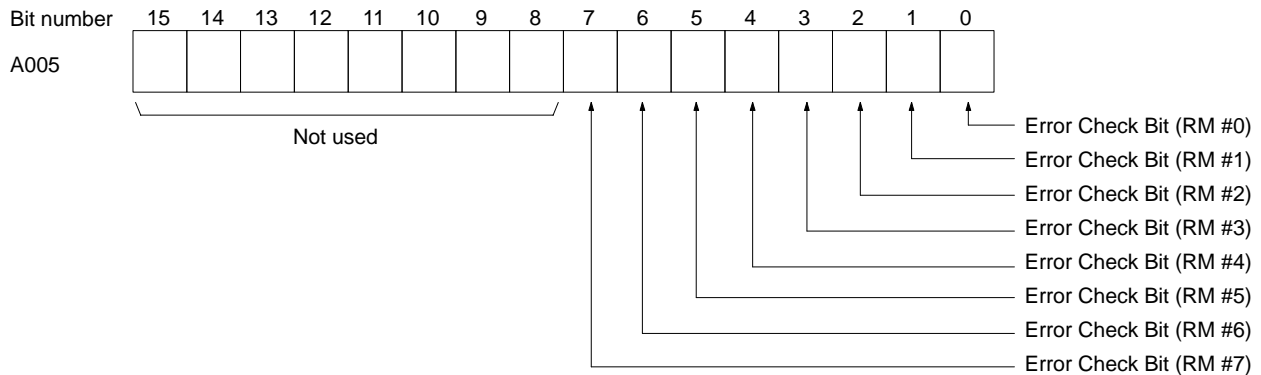 Bit number 15 14 13 12 11 10 9 8 7 6 5 4 3 2 1 0
A005
Not used
Error Check Bit (RM #0)
Error Check Bit (RM #1)
Error Check Bit (RM #2)
Error Check Bit (RM #3)
Error Check Bit (RM #4)
Error Check Bit (RM #5)
Error Check Bit (RM #6)
Error Check Bit (RM #7)